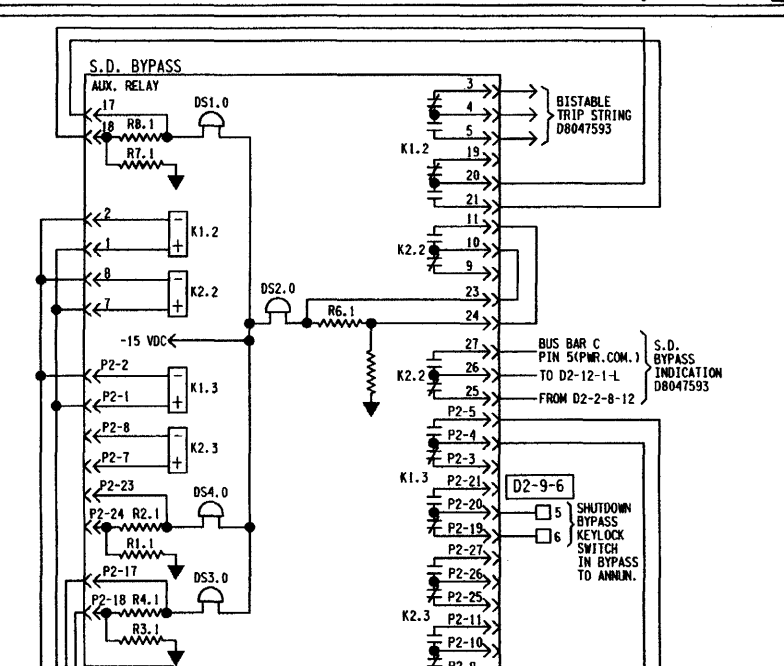 S.D. BYPASS
AUX. RELAY
17
18
R8.1
R7.1
DS1.0
2
1
K1.2
8
7
K2.2
-15 VDC
DS2.0
R6.1
P2-2
P2-1
K1.3
P2-8
P2-7
K2.3
P2-23
P2-24
R2.1
R1.1
DS4.0
P2-17
P2-18
R4.1
R3.1
DS3.0
3
4
5
K1.2
19
20
21
11
K2.2
10
9
23
24
27
K2.2
26
25
P2-5
P2-4
P2-3
K1.3
P2-21
P2-20
P2-19
P2-27
P2-26
P2-25
K2.3
P2-11
P2-10
P2-9
BISTABLE
TRIP STRING
D8047593
BUS BAR C
PIN 5(PWR.COM.)
TO D2-12-1-L
FROM D2-2-8-12
S.D.
BYPASS
INDICATION
D8047593
D2-9-6
5
6
SHUTDOWN
BYPASS
KEYLOCK
SWITCH
IN BYPASS
TO ANNUN.